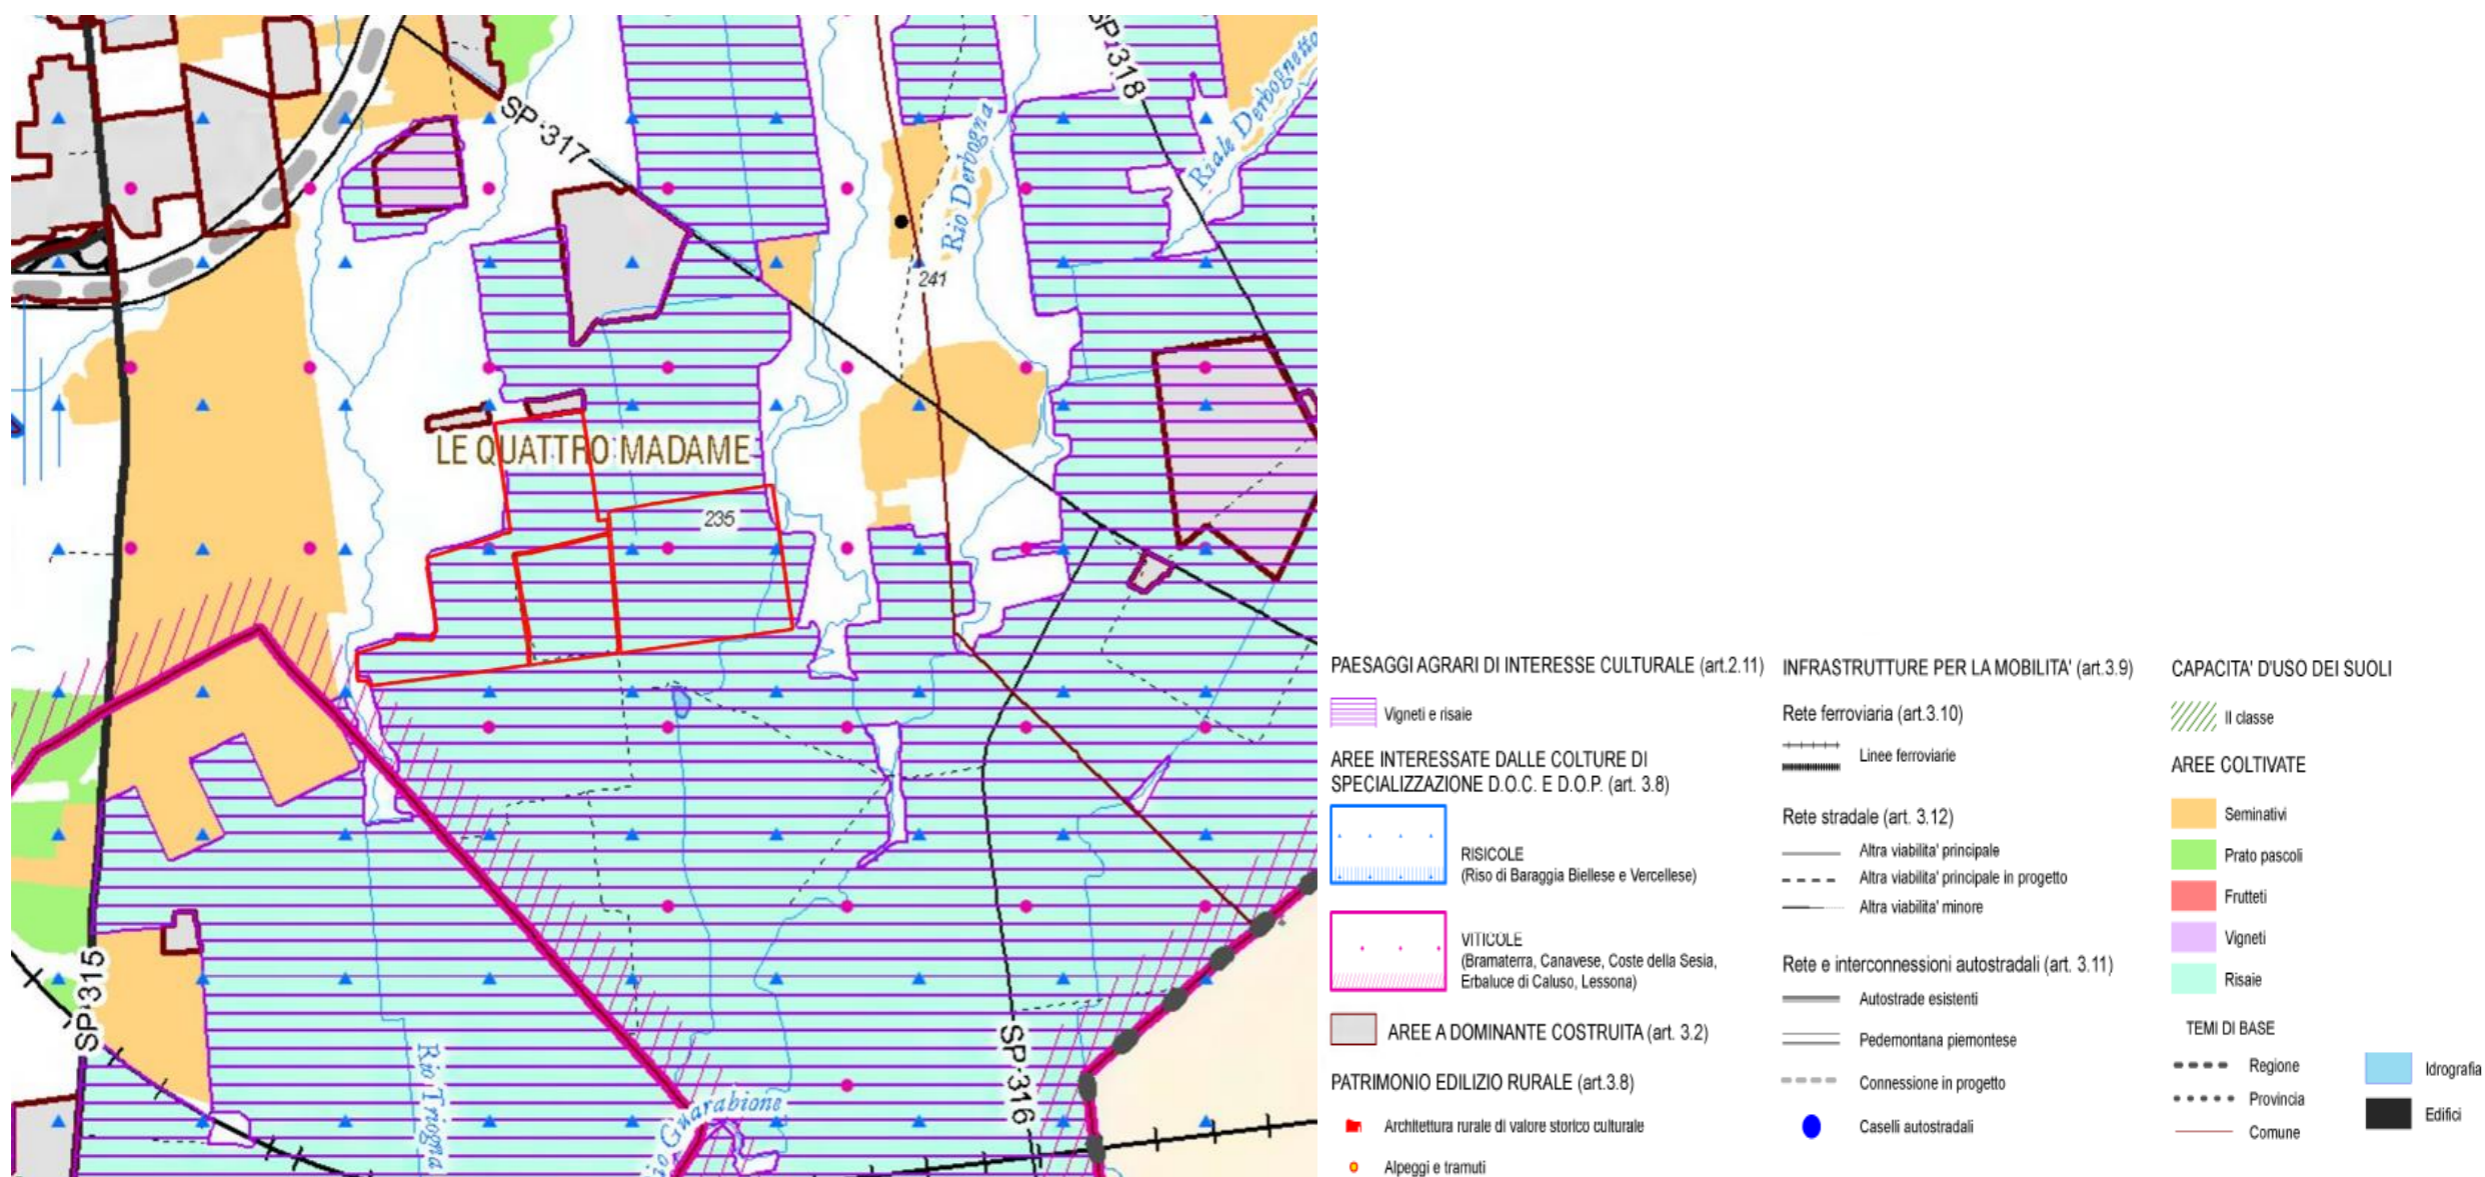 SP 317
SP 318
Riale Derbognetto
Rio Derbogna
241
LE QUATTRO MADAME
235
SP 315
Rio Triogna
SP 316
Guarabione
PAESAGGI AGRARI DI INTERESSE CULTURALE (art.2.11)
Vigneti e risaie
AREE INTERESSATE DALLE COLTURE DI
SPECIALIZZAZIONE D.O.C. E D.O.P. (art. 3.8)
RISICOLE
(Riso di Baraggia Biellese e Vercellese)
VITICOLE
(Bramaterra, Canavese, Coste della Sesia,
Erbaluce di Caluso, Lessona)
AREE A DOMINANTE COSTRUITA (art. 3.2)
PATRIMONIO EDILIZIO RURALE (art.3.8)
Architettura rurale di valore storico culturale
Alpeggi e tramuti
INFRASTRUTTURE PER LA MOBILITA' (art.3.9)
Rete ferroviaria (art.3.10)
Linee ferroviarie
Rete stradale (art. 3.12)
Altra viabilita' principale
Altra viabilita' principale in progetto
Altra viabilita' minore
Rete e interconnessioni autostradali (art. 3.11)
Autostrade esistenti
Pedemontana piemontese
Connessione in progetto
Caselli autostradali
CAPACITA' D'USO DEI SUOLI
II classe
AREE COLTIVATE
Seminativi
Prato pascoli
Frutteti
Vigneti
Risaie
TEMI DI BASE
Regione
Provincia
Comune
Idrografia
Edifici